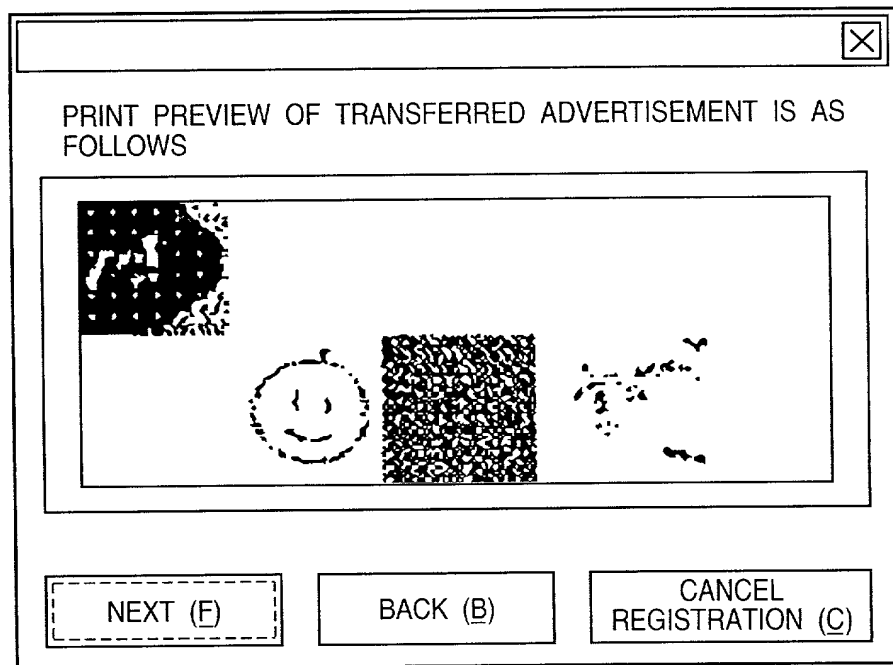 PRINT PREVIEW OF TRANSFERRED ADVERTISEMENT IS AS
FOLLOWS
NEXT (F)
BACK (B)
CANCEL
REGISTRATION (C)